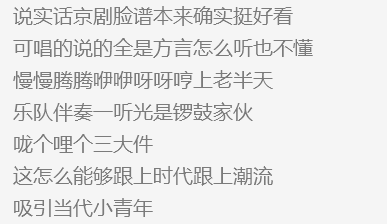 说实话京剧脸谱本来确实挺好看
可唱的说的全是方言怎么听也不懂
慢慢腾腾咿咿呀呀哼上老半天
乐队伴奏一听光是锣鼓家伙
咙个哩个三大件
这怎么能够跟上时代跟上潮流
吸引当代小青年